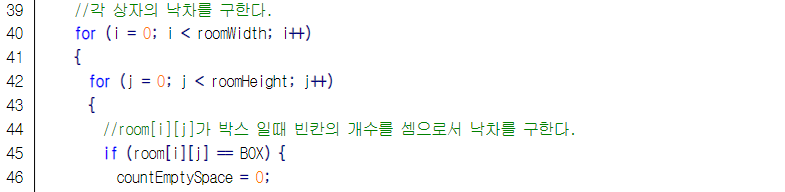 39 //각 상자의 낙차를 구한다.
40 for (i = 0; i < roomWidth; i++)
41 {
42 for (j = 0; j < roomHeight; j++)
43 {
44 //room[i][j]가 박스 일때 빈칸의 개수를 셈으로서 낙차를 구한다.
45 if (room[i][j] == BOX) {
46 countEmptySpace = 0;